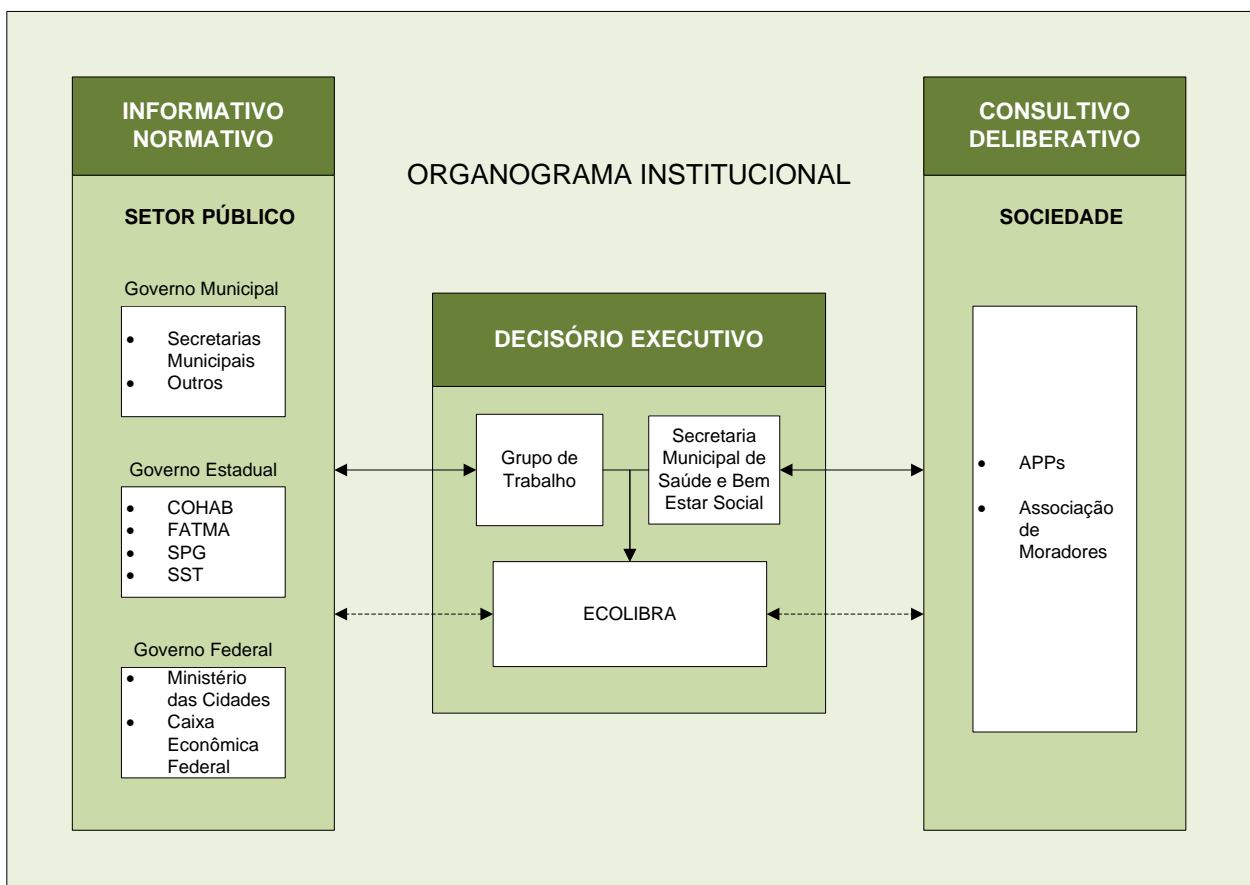 ORGANOGRAMA INSTITUCIONAL
INFORMATIVO
NORMATIVO
SETOR PÚBLICO
Governo Municipal
• Secretarias
Municipais
• Outros
Governo Estadual
• COHAB
• FATMA
• SPG
• SST
Governo Federal
• Ministério
das Cidades
• Caixa
Econômica
Federal
DECISÓRIO EXECUTIVO
Grupo de
Trabalho
Secretaria
Municipal de
Saúde e Bem
Estar Social
ECOLIBRA
CONSULTIVO
DELIBERATIVO
SOCIEDADE
• APPs
• Associação
de
Moradores